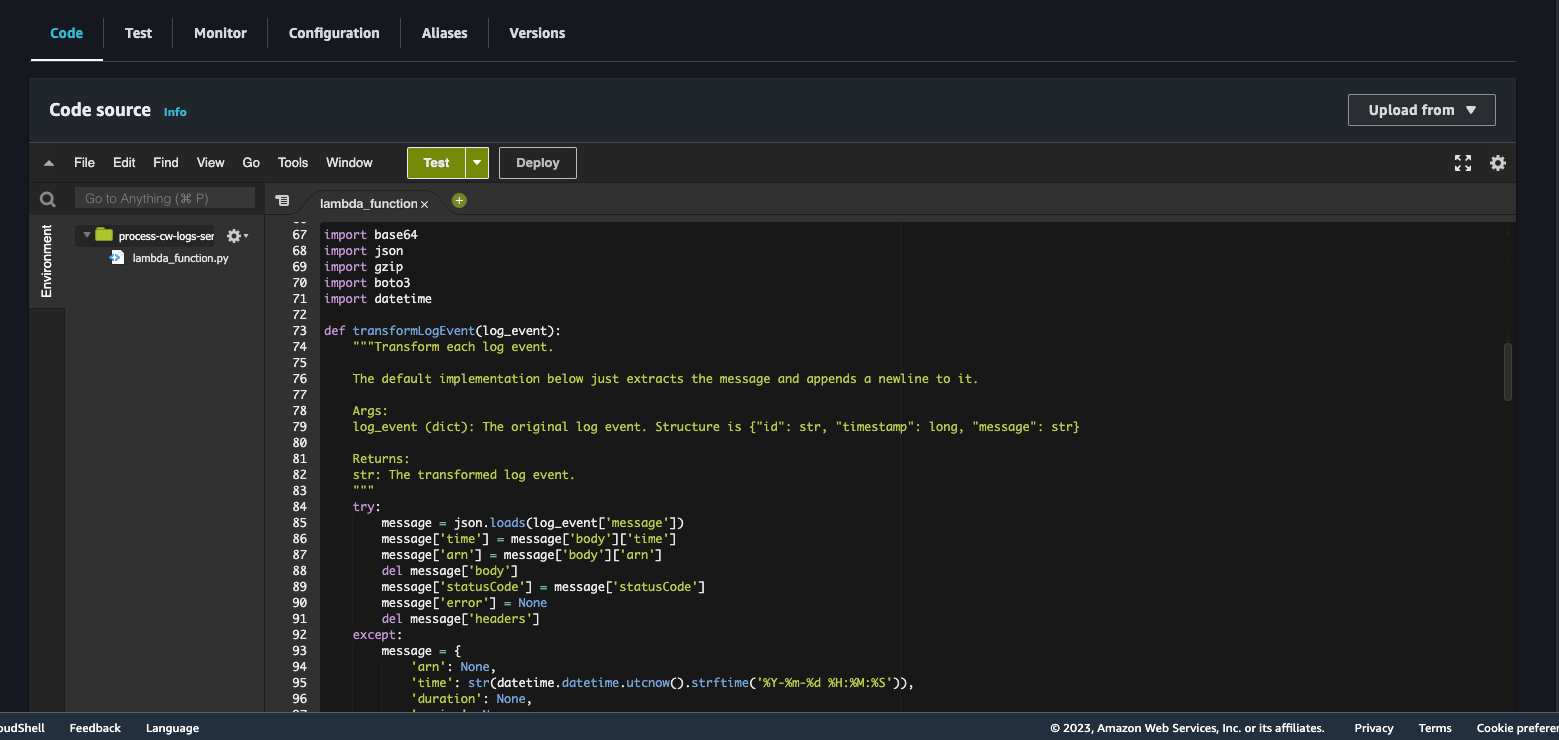 Code Test Monitor Configuration Aliases Versions
Code source Info
Upload from
File Edit Find View Go Tools Window Test Deploy
Go to Anything (⌘ P)
lambda_function
Environment
process-cw-logs-ser
lambda_function.py
67 import base64
68 import json
69 import gzip
70 import boto3
71 import datetime
72
73 def transformLogEvent(log_event):
74 """Transform each log event.
75
76 The default implementation below just extracts the message and appends a newline to it.
77
78 Args:
79 log_event (dict): The original log event. Structure is {"id": str, "timestamp": long, "message": str}
80
81 Returns:
82 str: The transformed log event.
83 """
84 try:
85 message = json.loads(log_event['message'])
86 message['time'] = message['body']['time']
87 message['arn'] = message['body']['arn']
88 del message['body']
89 message['statusCode'] = message['statusCode']
90 message['error'] = None
91 del message['headers']
92 except:
93 message = {
94 'arn': None,
95 'time': str(datetime.datetime.utcnow().strftime('%Y-%m-%d %H:%M:%S')),
96 'duration': None,
oudShell Feedback Language © 2023, Amazon Web Services, Inc. or its affiliates. Privacy Terms Cookie preferen